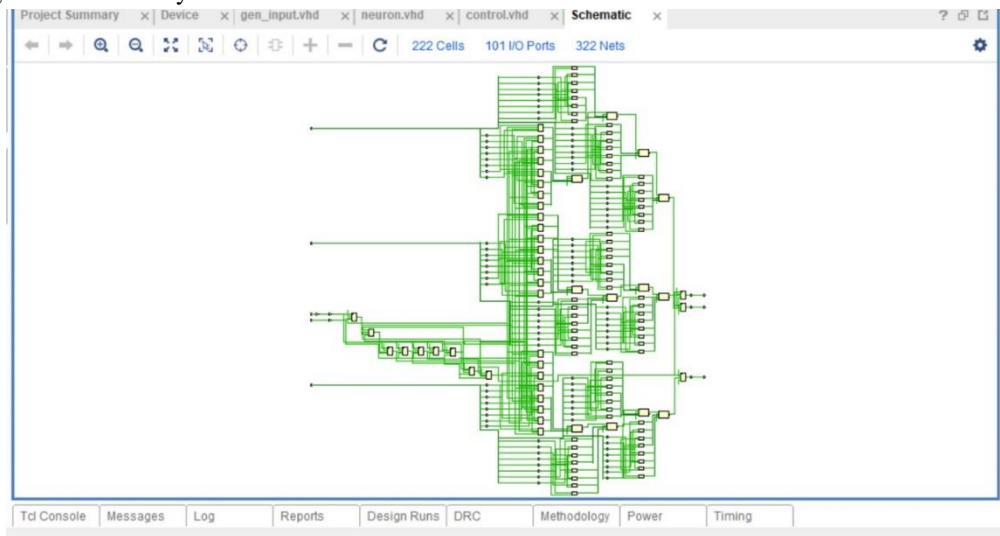 Project Summary × Device × gen_input.vhd × neuron.vhd × control.vhd × Schematic ×
222 Cells 101 I/O Ports 322 Nets
Tcl Console Messages Log Reports Design Runs DRC Methodology Power Timing